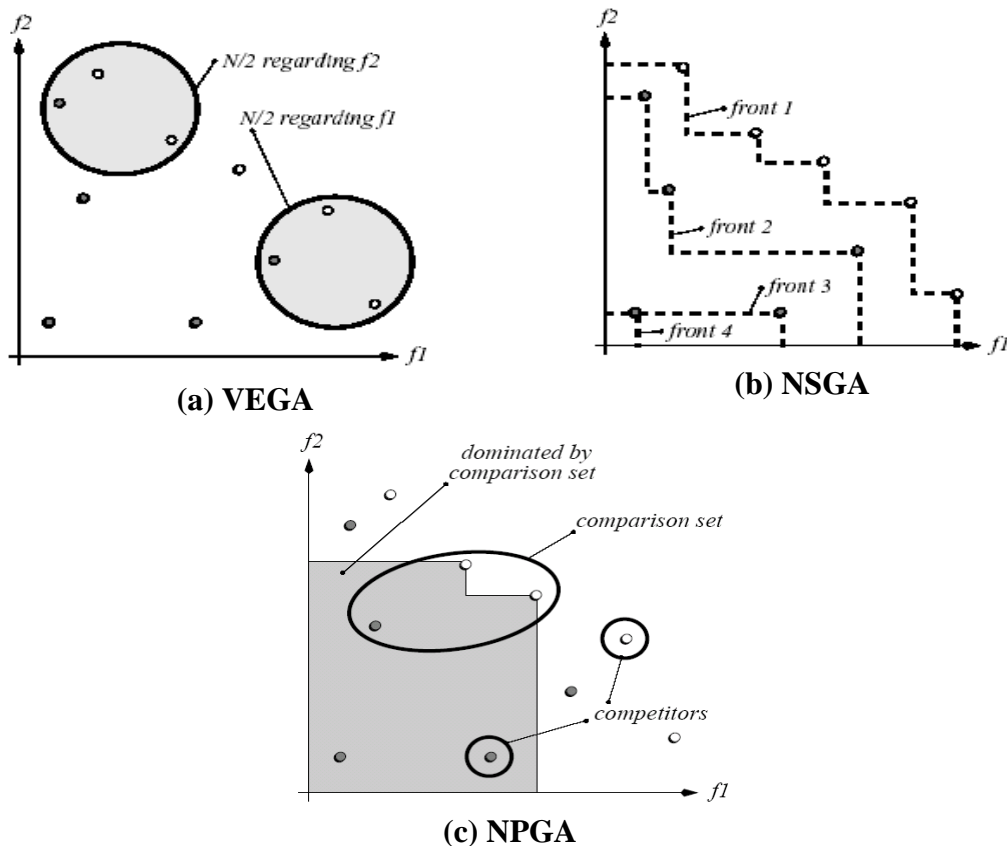 f2
N/2 regarding f2
N/2 regarding f1
f1
(a) VEGA
f2
front 1
front 2
front 3
front 4
f1
(b) NSGA
f2
dominated by
comparison set
comparison set
competitors
f1
(c) NPGA